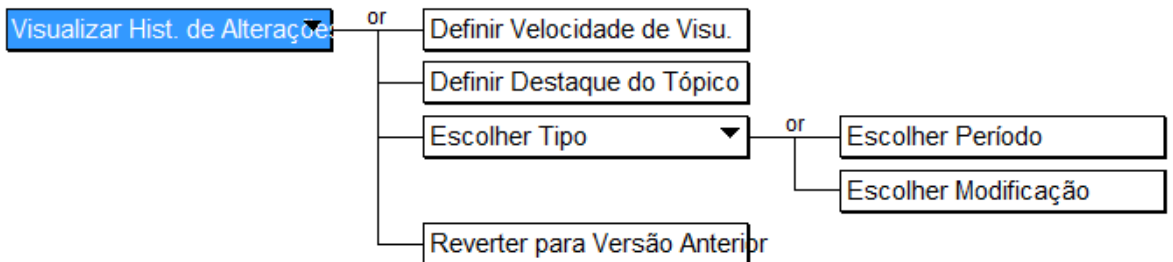 Visualizar Hist. de Alterações
or
Definir Velocidade de Visu.
Definir Destaque do Tópico
Escolher Tipo
or
Escolher Período
Escolher Modificação
Reverter para Versão Anterior